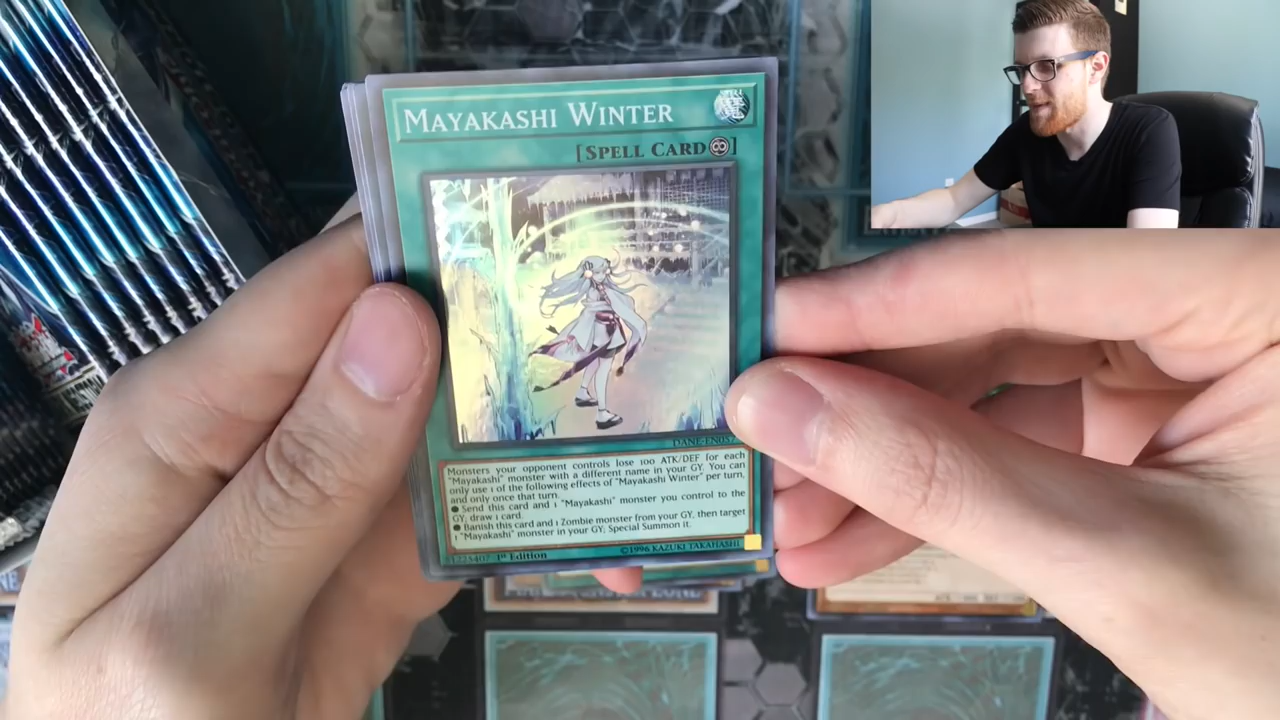 MAYAKASHI WINTER
[SPELL CARD]
DANE-EN057
Monsters your opponent controls lose 100 ATK/DEF for each
"Mayakashi" monster with a different name in your GY. You can
only use 1 of the following effects of "Mayakashi Winter" per turn,
and only once that turn.
● Send this card and 1 "Mayakashi" monster you control to the
GY; draw 1 card.
● Banish this card and 1 Zombie monster from your GY, then target
1 "Mayakashi" monster in your GY; Special Summon it.
1st Edition
©1996 KAZUKI TAKAHASHI